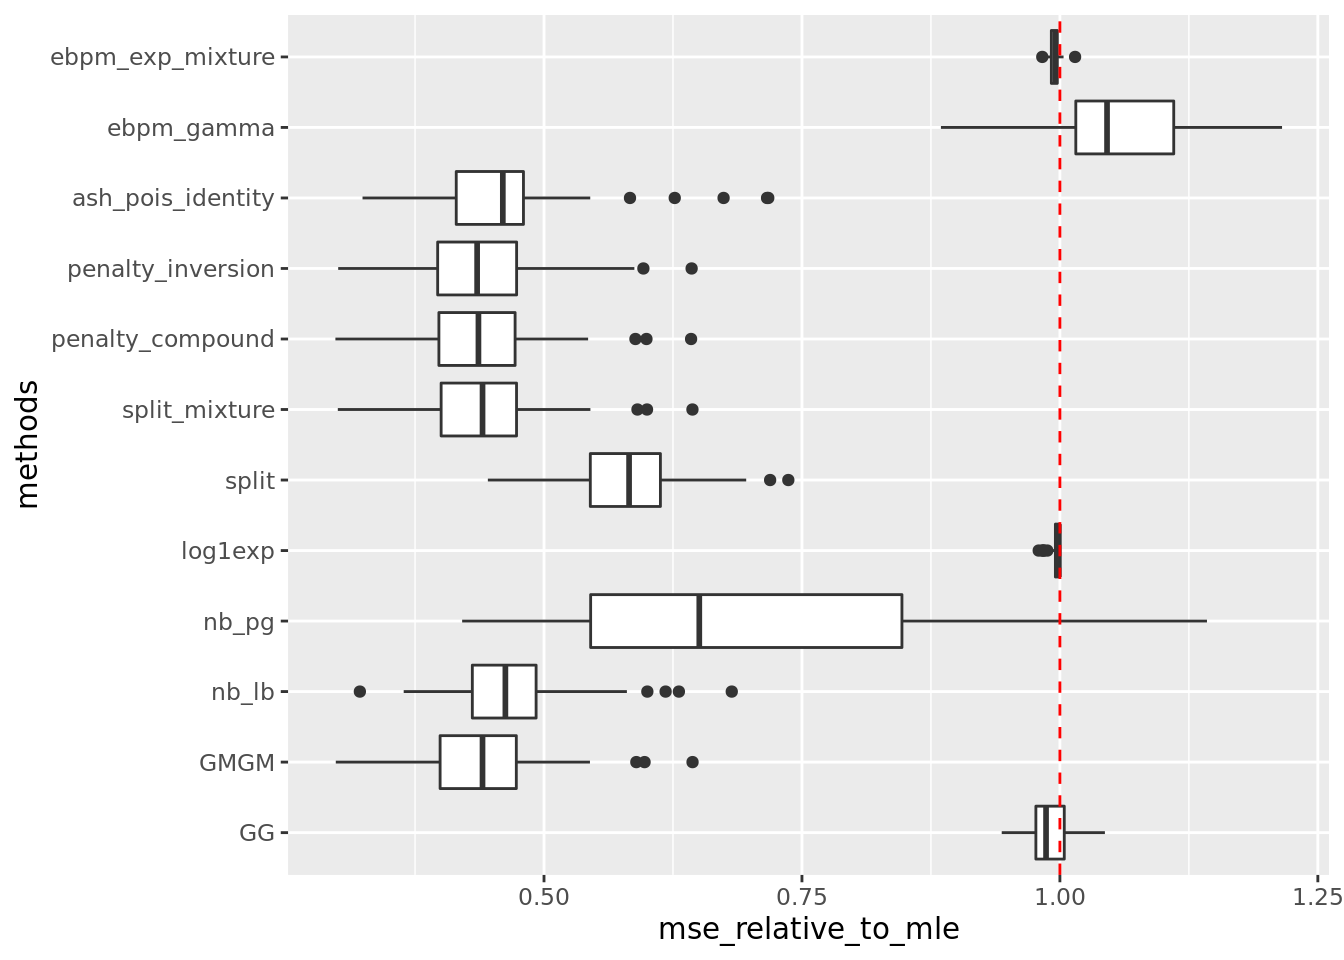 methods
ebpm_exp_mixture
ebpm_gamma
ash_pois_identity
penalty_inversion
penalty_compound
split_mixture
split
log1exp
nb_pg
nb_lb
GMGM
GG
0.50 0.75 1.00 1.25
mse_relative_to_mle